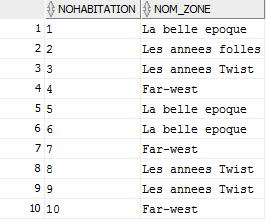 NOHABITATION NOM_ZONE
1 1 La belle epoque
2 2 Les annees folles
3 3 Les annees Twist
4 4 Far-west
5 5 La belle epoque
6 6 La belle epoque
7 7 Far-west
8 8 Les annees Twist
9 9 Les annees Twist
10 10 Far-west